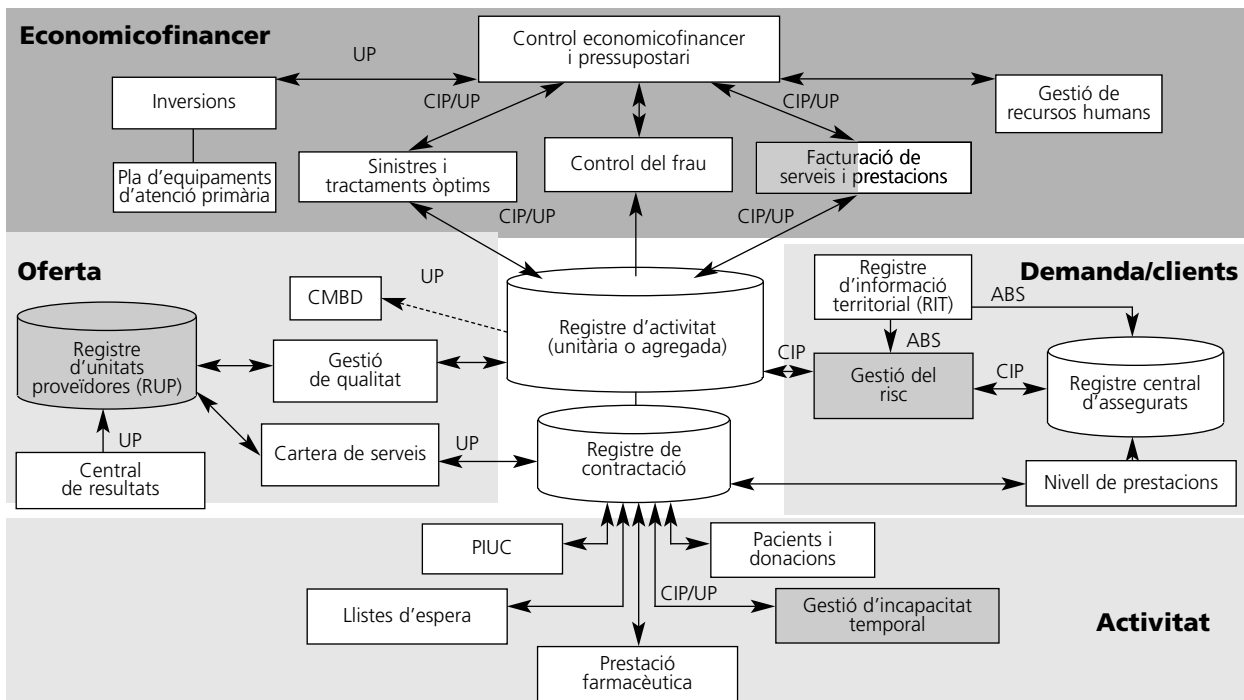 Economicofinancer
UP
Control economicofinancer
i pressupostari
Inversions
CIP/UP
CIP/UP
Gestió de
recursos humans
Pla d'equipaments
d'atenció primària
Sinistres i
tractaments òptims
Control del frau
Facturació de
serveis i prestacions
CIP/UP
CIP/UP
Oferta
CMBD
UP
Registre d'activitat
(unitària o agregada)
Registre
d'informació
territorial (RIT)
Demanda/clients
ABS
ABS
Registre
d'unitats
proveïdores (RUP)
Gestió
de qualitat
CIP
Gestió del
risc
CIP
Registre central
d'assegurats
UP
Central
de resultats
Cartera de serveis
UP
Registre de
contractació
Nivell de prestacions
PIUC
Pacients i
donacions
Llistes d'espera
CIP/UP
Gestió d'incapacitat
temporal
Activitat
Prestació
farmacèutica